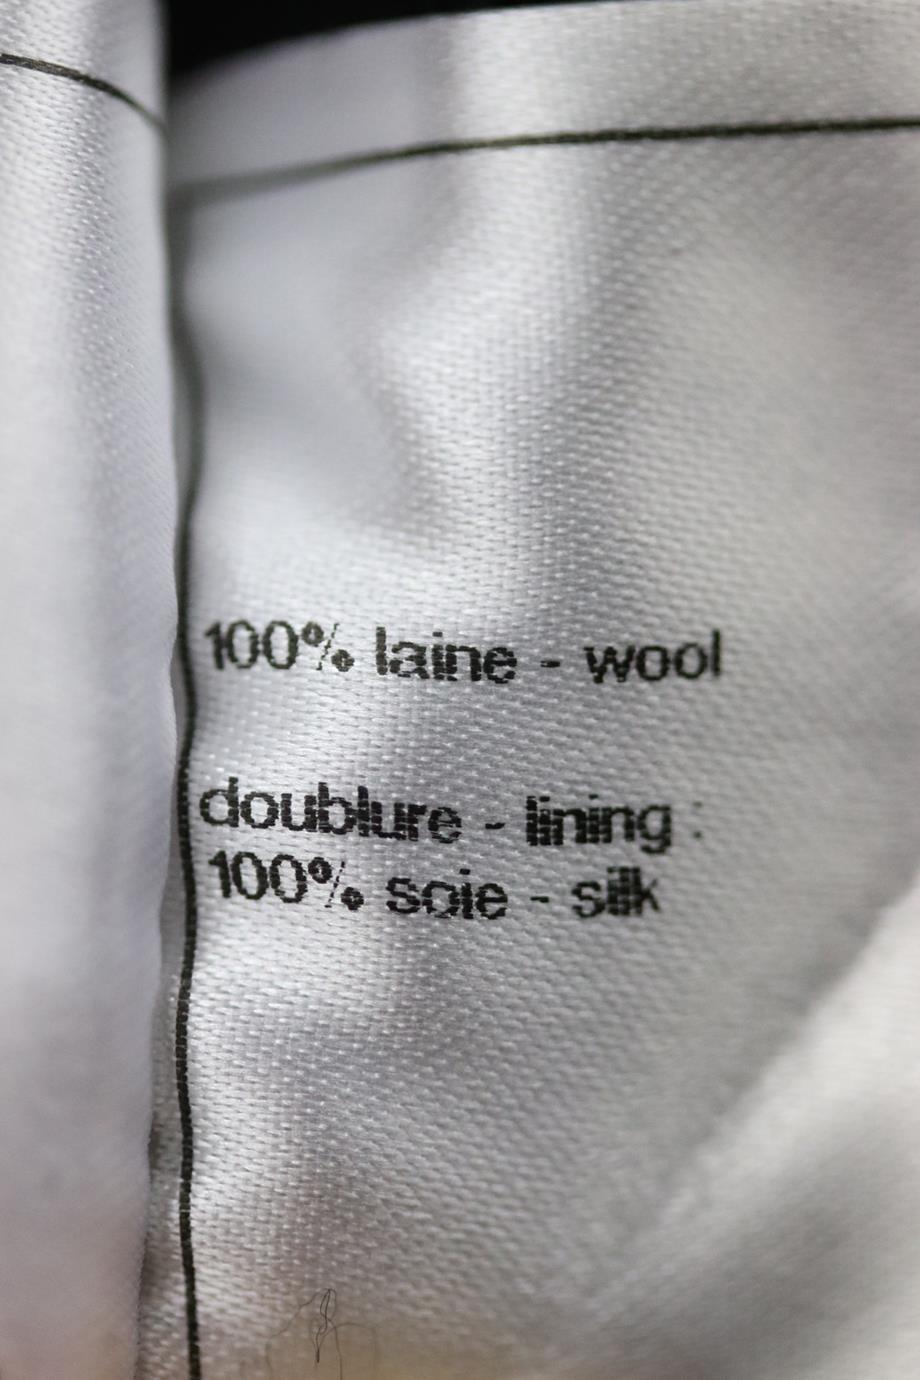 100% laine - wool
doublure - lining :
100% soie - silk